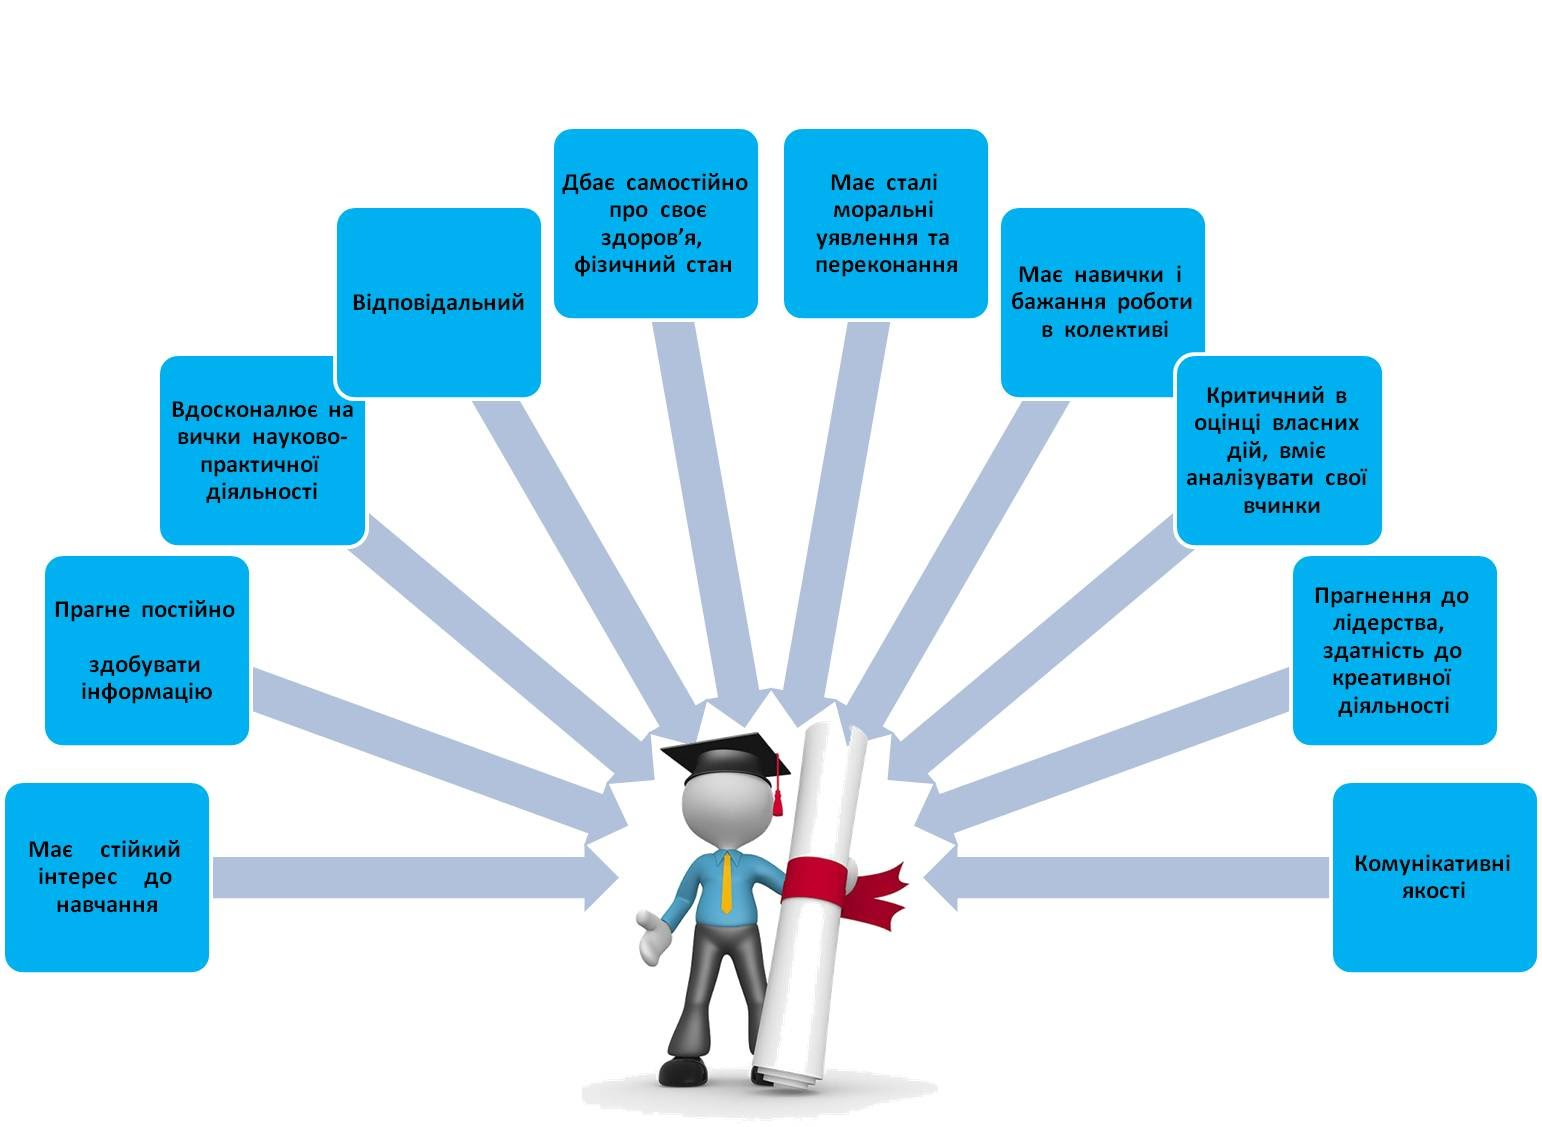 Має стійкий
інтерес до
навчання
Прагне постійно
здобувати
інформацію
Вдосконалює на
вички науково-
практичної
діяльності
Відповідальний
Дбає самостійно
про своє
здоров’я,
фізичний стан
Має сталі
моральні
уявлення та
переконання
Має навички і
бажання роботи
в колективі
Критичний в
оцінці власних
дій, вміє
аналізувати свої
вчинки
Прагнення до
лідерства,
здатність до
креативної
діяльності
Комунікативні
якості